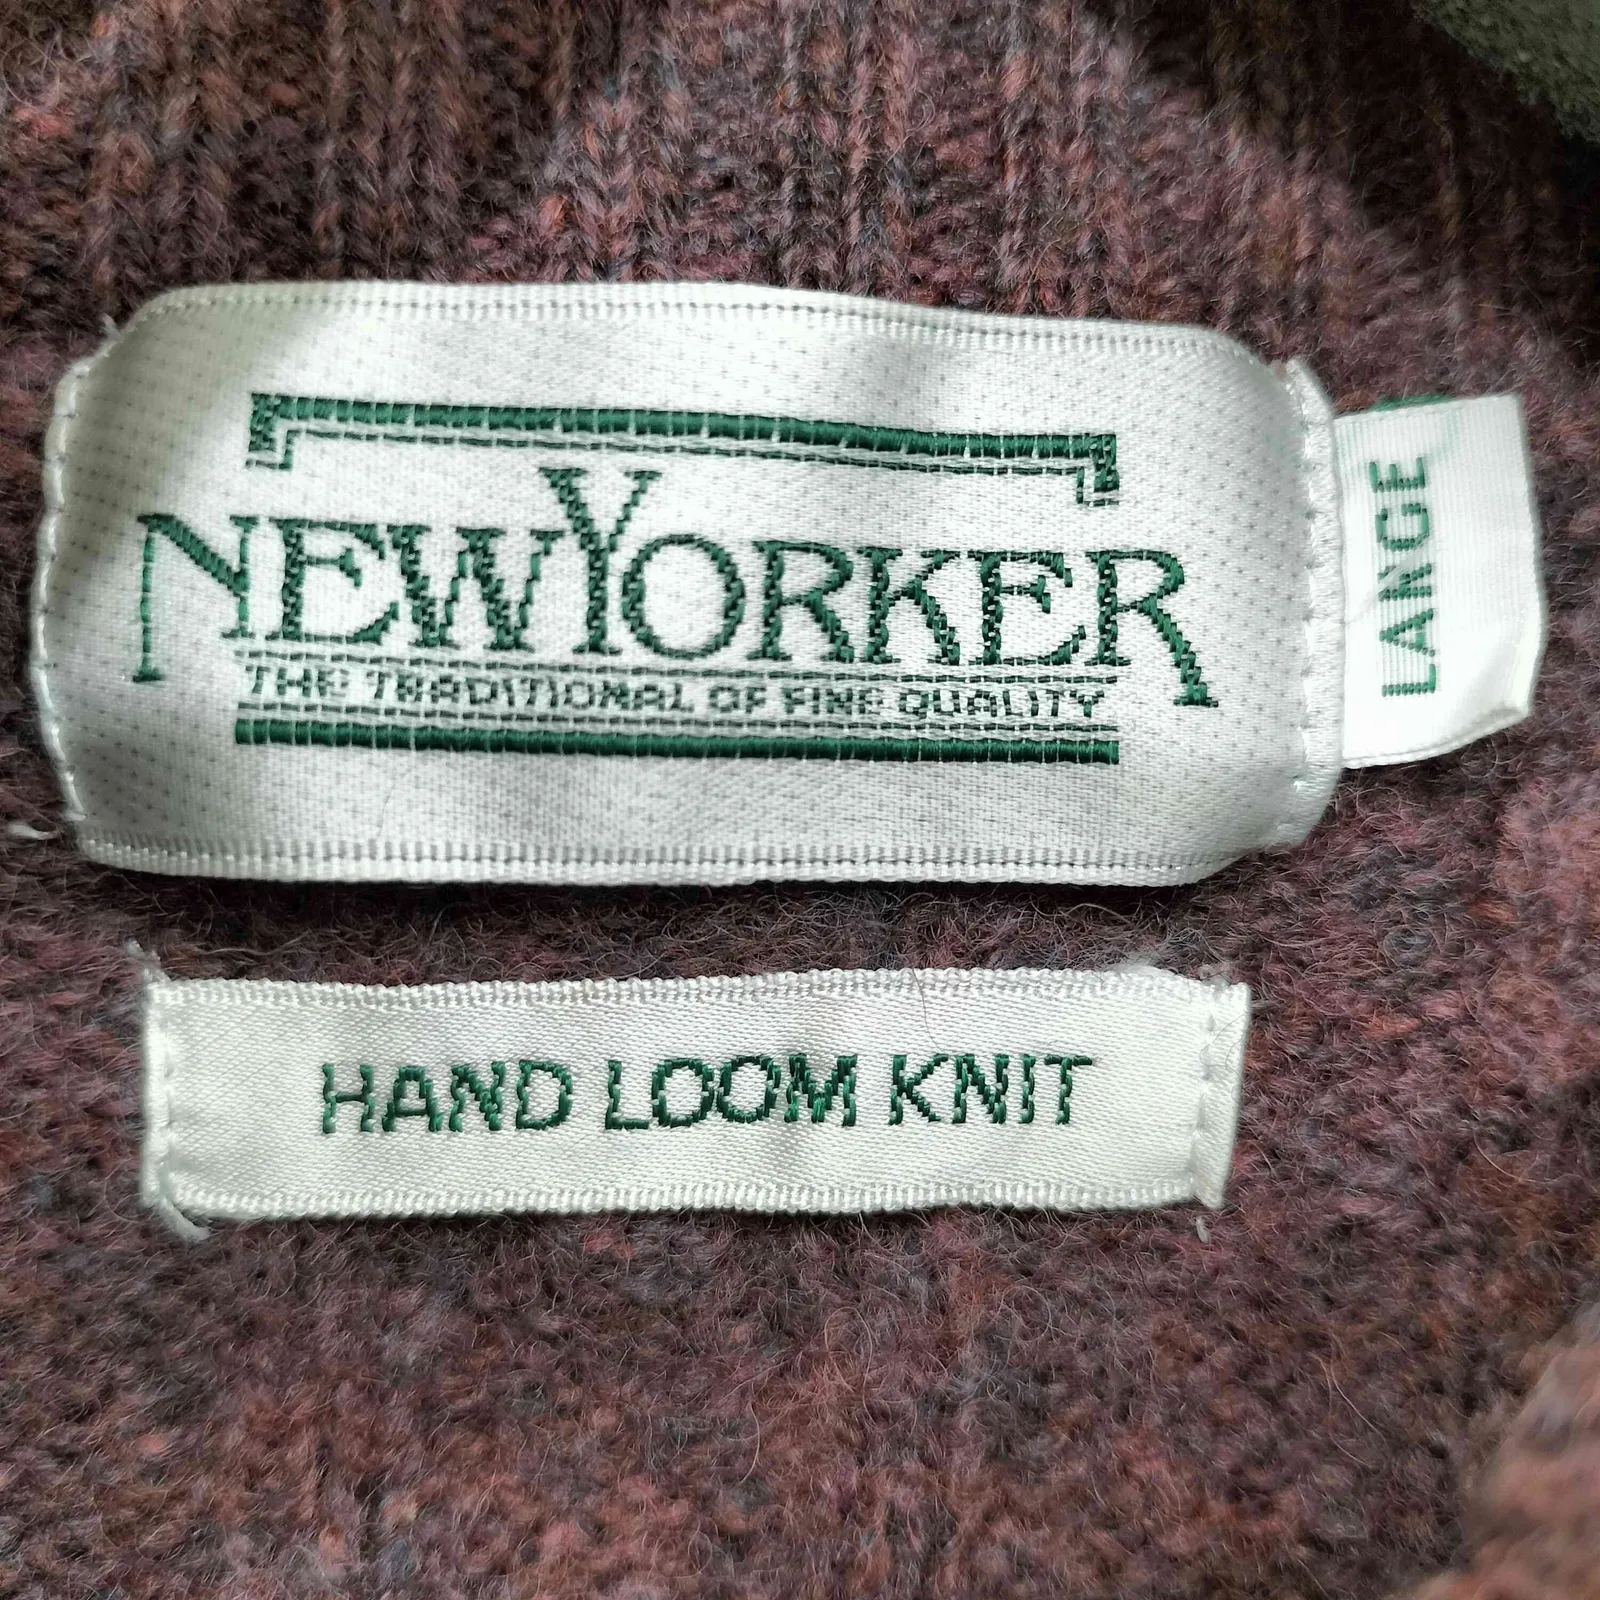 NEWYORKER
THE TRADITIONAL OF FINE QUALITY
LANGE
HAND LOOM KNIT